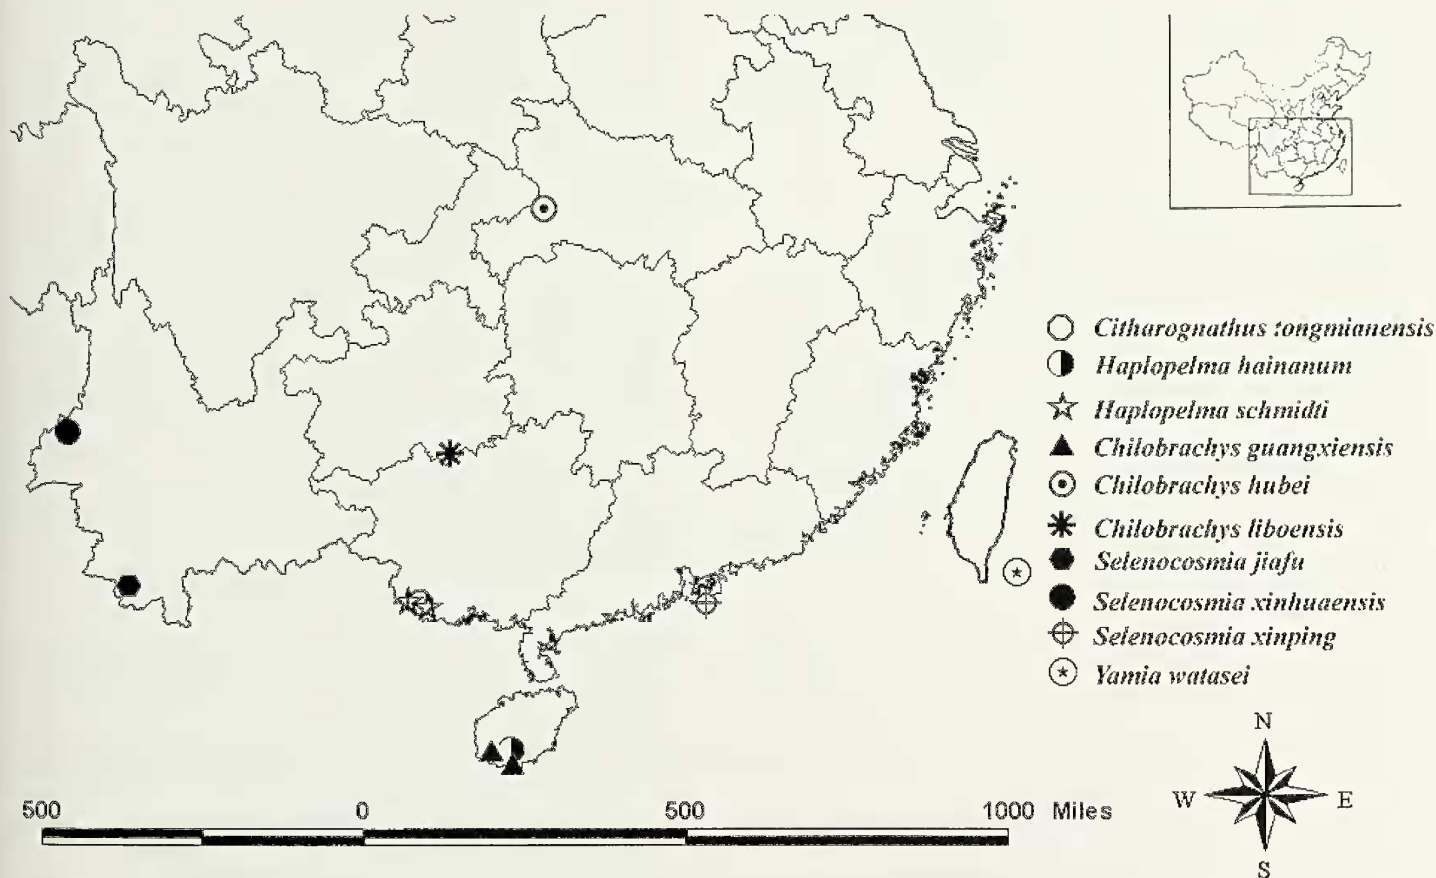 Citharognathus tongmianensis
Haplopelma hainanum
Haplopelma schmidti
Chilobrachys guangxiensis
Chilobrachys hubei
Chilobrachys liboensis
Selenocosmia jiafu
Selenocosmia xinhuaensis
Selenocosmia xinping
Yamia watasei
N
W E
S
500 0 500 1000 Miles